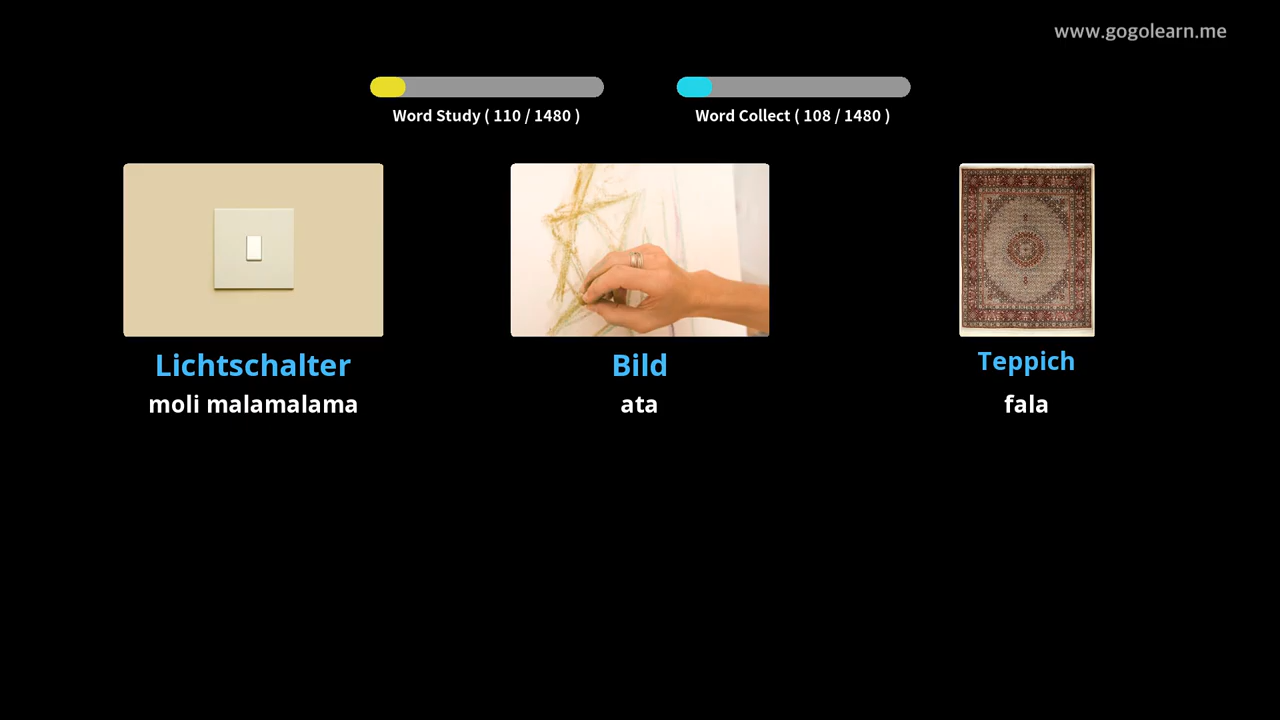 www.gogolearn.me
Word Study ( 110 / 1480 )
Word Collect ( 108 / 1480 )
Lichtschalter
moli malamalama
Bild
ata
Teppich
fala